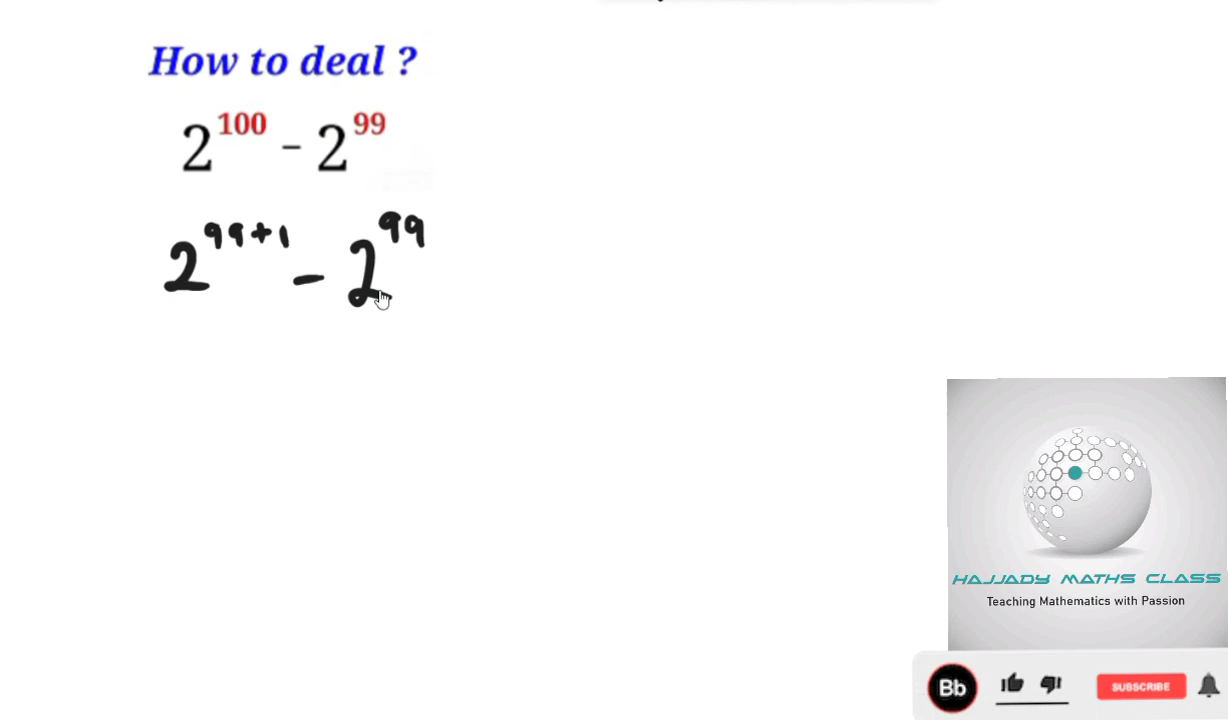 How to deal ?
2^100 - 2^99
2^99+1 - 2^99
HAJJADY MATHS CLASS
Teaching Mathematics with Passion
Bb
SUBSCRIBE